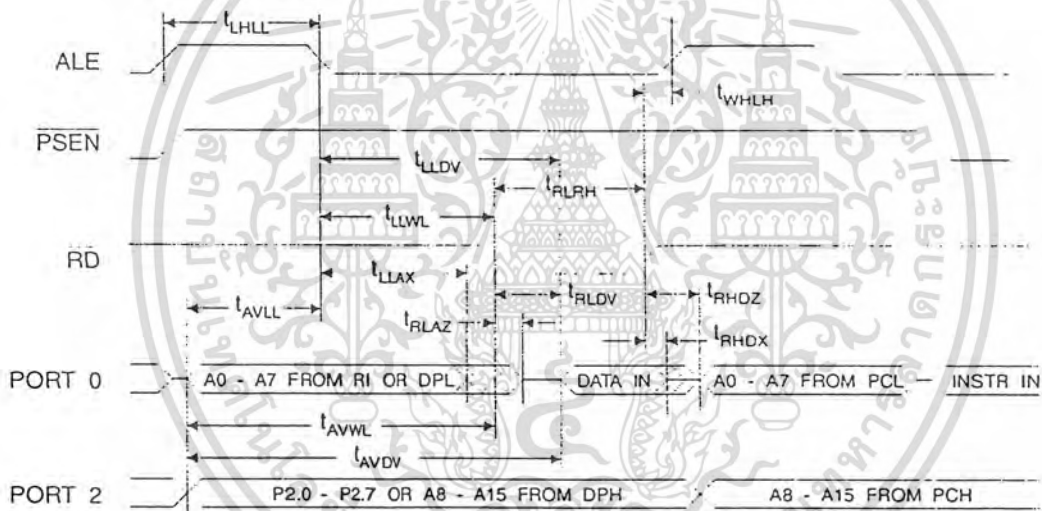 tLHLL
ALE
tWHLH
PSEN
tLLDV
tRLRH
tLLWL
RD
tLLAX
tAVLL
tRLDV
tRHDZ
tRLAZ
tRHDX
PORT 0
A0 - A7 FROM RI OR DPL
DATA IN
A0 - A7 FROM PCL
INSTR IN
tAVWL
tAVDV
PORT 2
P2.0 - P2.7 OR A8 - A15 FROM DPH
A8 - A15 FROM PCH